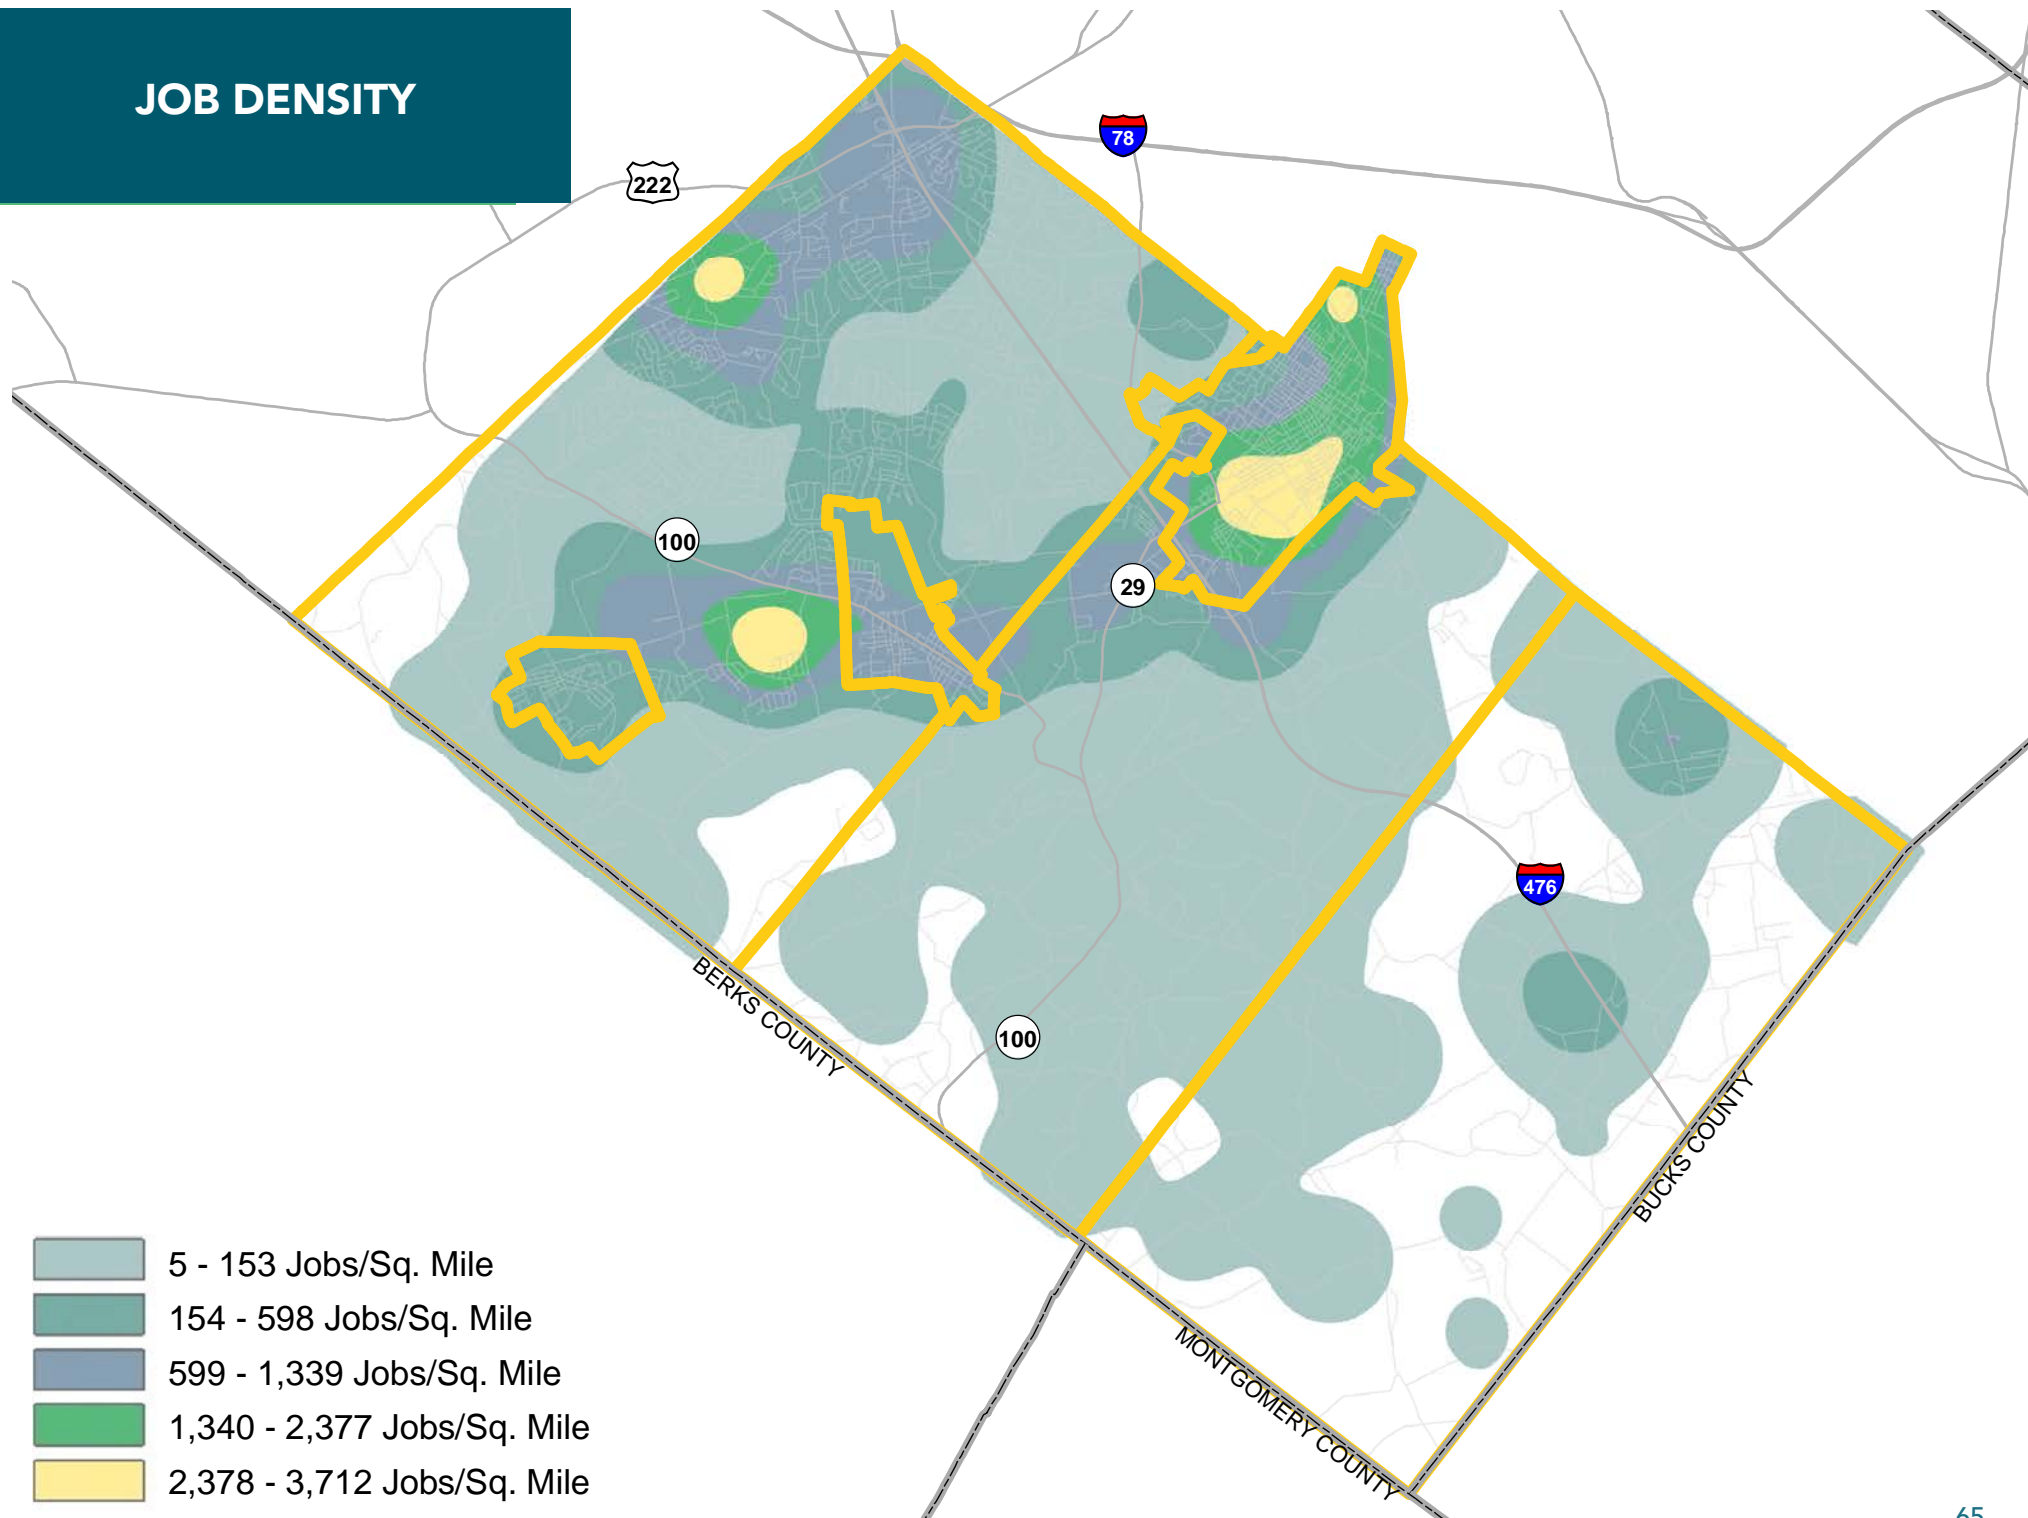 JOB DENSITY
78
222
100
29
476
BERKS COUNTY
100
BUCKS COUNTY
MONTGOMERY COUNTY
5 - 153 Jobs/Sq. Mile
154 - 598 Jobs/Sq. Mile
599 - 1,339 Jobs/Sq. Mile
1,340 - 2,377 Jobs/Sq. Mile
2,378 - 3,712 Jobs/Sq. Mile
65